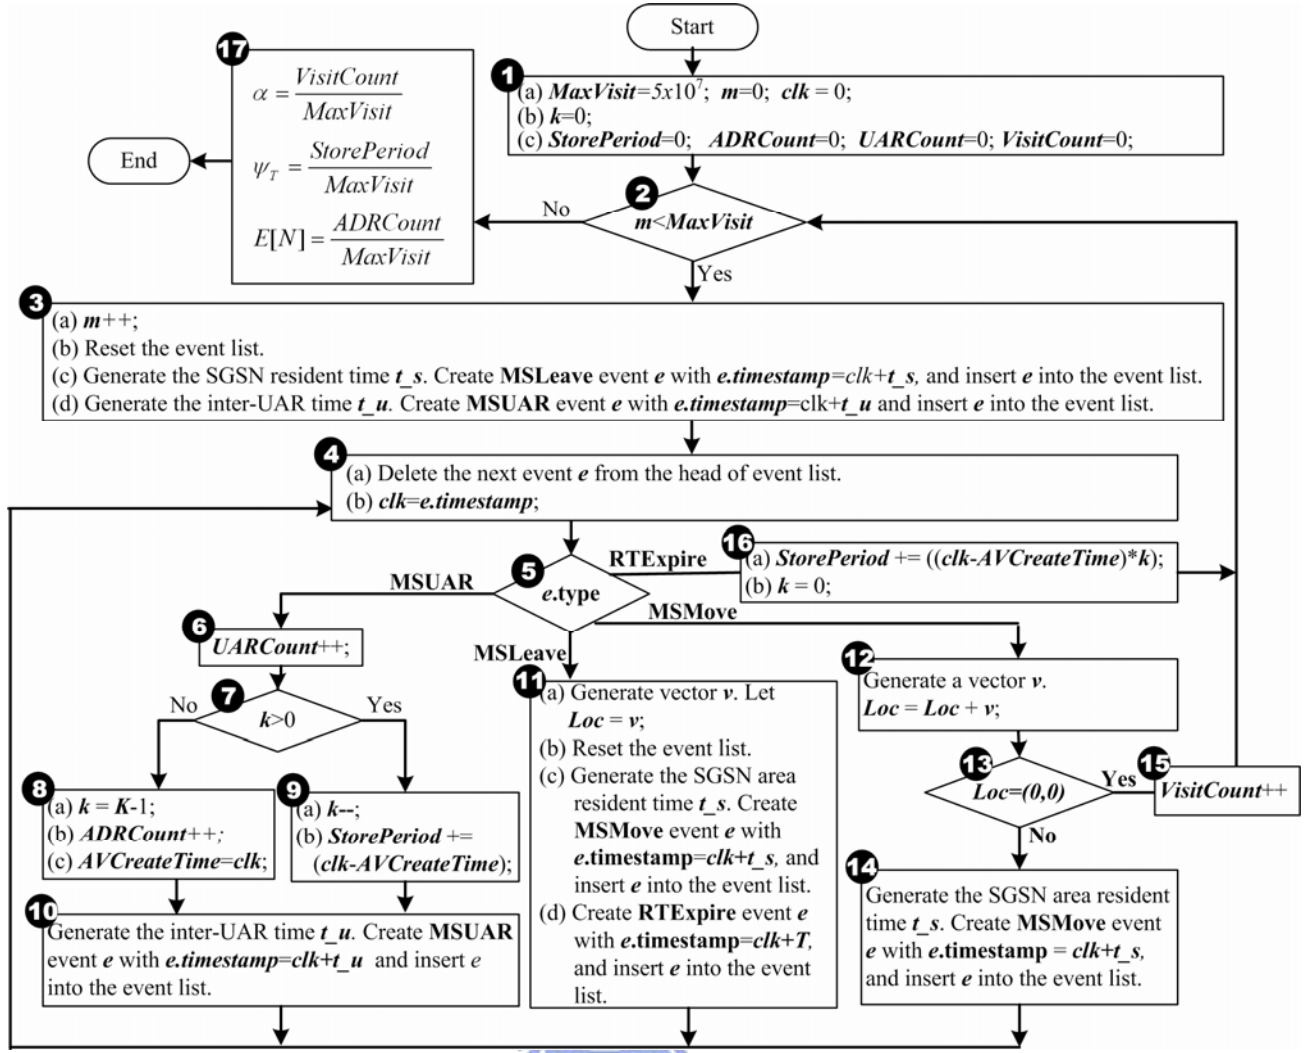 Start
1
(a) MaxVisit=5x10^7; m=0; clk = 0;
(b) k=0;
(c) StorePeriod=0; ADRCount=0; UARCount=0; VisitCount=0;
17
α = VisitCount / MaxVisit
ψ_T = StorePeriod / MaxVisit
E[N] = ADRCount / MaxVisit
End
2
m<MaxVisit
No
Yes
3
(a) m++;
(b) Reset the event list.
(c) Generate the SGSN resident time t_s. Create MSLeave event e with e.timestamp=clk+t_s, and insert e into the event list.
(d) Generate the inter-UAR time t_u. Create MSUAR event e with e.timestamp=clk+t_u and insert e into the event list.
4
(a) Delete the next event e from the head of event list.
(b) clk=e.timestamp;
5
e.type
RTExpire
16
(a) StorePeriod += ((clk-AVCreateTime)*k);
(b) k = 0;
MSUAR
MSMove
MSLeave
6
UARCount++;
7
k>0
No
Yes
8
(a) k = K-1;
(b) ADRCount++;
(c) AVCreateTime=clk;
9
(a) k--;
(b) StorePeriod +=
(clk-AVCreateTime);
10
Generate the inter-UAR time t_u. Create MSUAR
event e with e.timestamp=clk+t_u and insert e
into the event list.
11
(a) Generate vector v. Let
Loc = v;
(b) Reset the event list.
(c) Generate the SGSN area
resident time t_s. Create
MSMove event e with
e.timestamp=clk+t_s, and
insert e into the event list.
(d) Create RTExpire event e
with e.timestamp=clk+T,
and insert e into the event
list.
12
Generate a vector v.
Loc = Loc + v;
13
Loc=(0,0)
Yes
No
15
VisitCount++
14
Generate the SGSN area resident
time t_s. Create MSMove event
e with e.timestamp = clk+t_s,
and insert e into the event list.